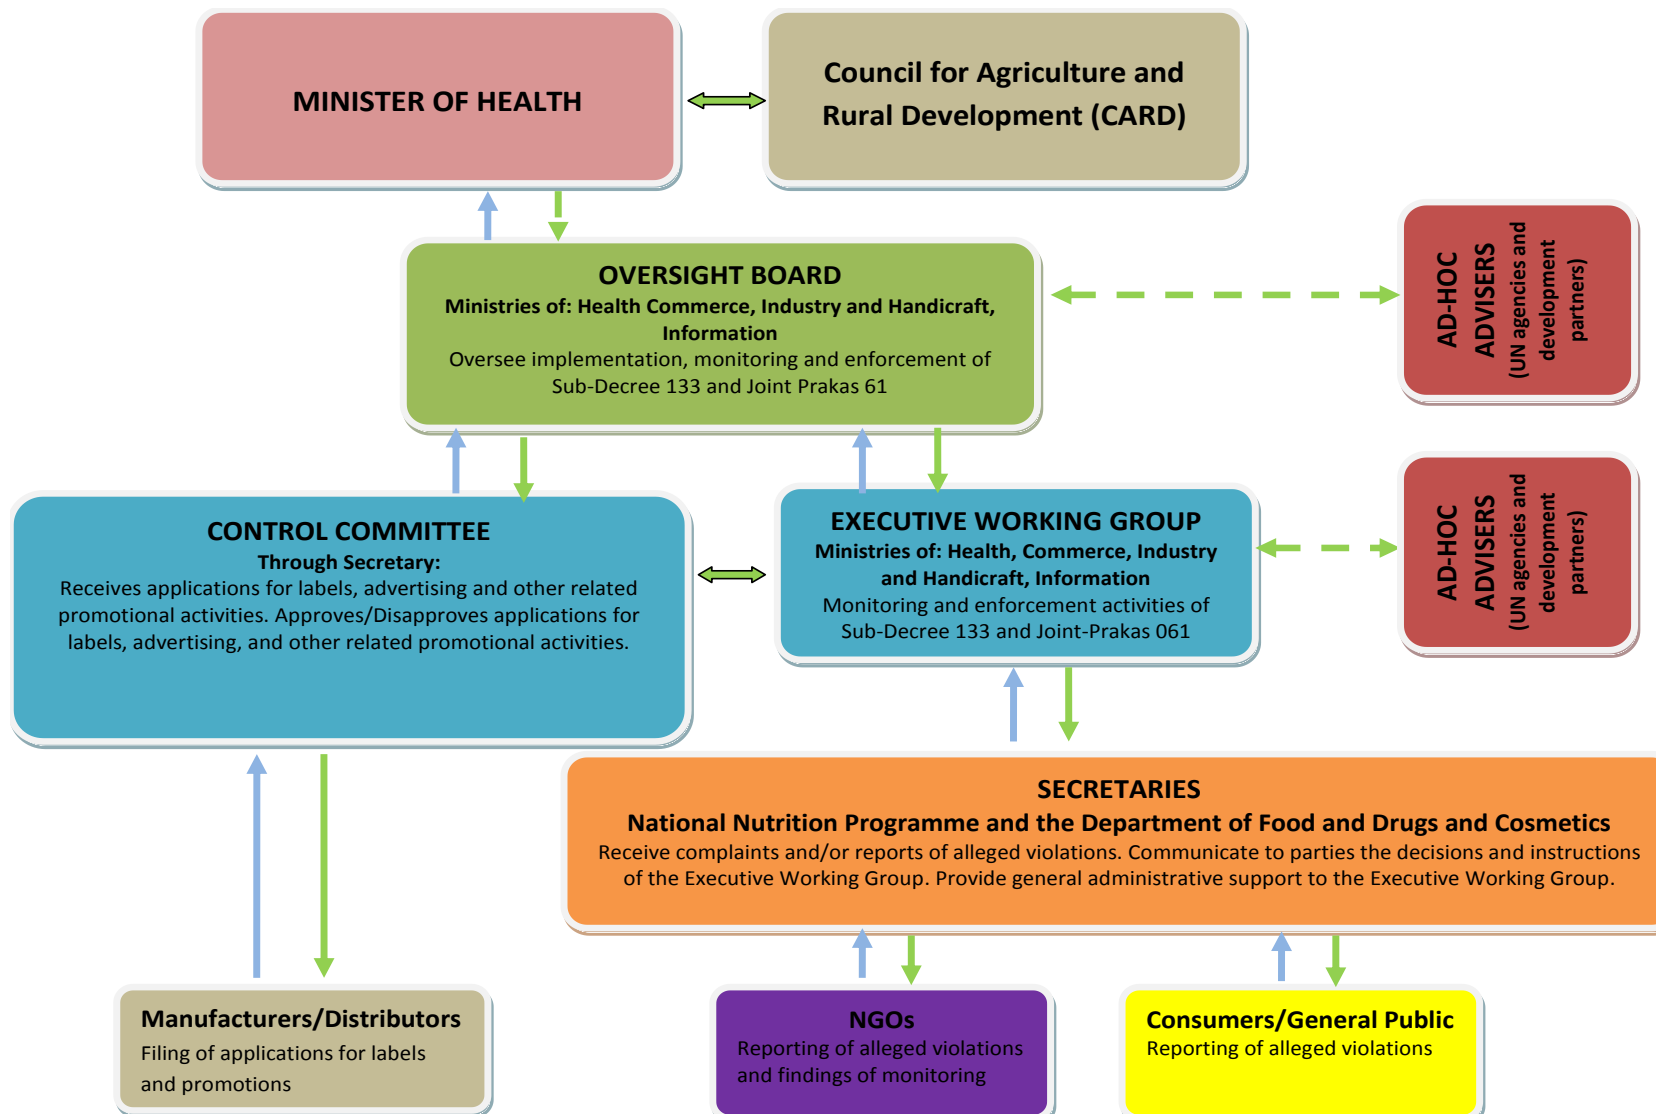 MINISTER OF HEALTH
Council for Agriculture and
Rural Development (CARD)
OVERSIGHT BOARD
Ministries of: Health Commerce, Industry and Handicraft,
Information
Oversee implementation, monitoring and enforcement of
Sub-Decree 133 and Joint Prakas 61
AD-HOC
ADVISERS
(UN agencies and
development
partners)
CONTROL COMMITTEE
Through Secretary:
Receives applications for labels, advertising and other related
promotional activities. Approves/Disapproves applications for
labels, advertising, and other related promotional activities.
EXECUTIVE WORKING GROUP
Ministries of: Health, Commerce, Industry
and Handicraft, Information
Monitoring and enforcement activities of
Sub-Decree 133 and Joint-Prakas 061
AD-HOC
ADVISERS
(UN agencies and
development
partners)
SECRETARIES
National Nutrition Programme and the Department of Food and Drugs and Cosmetics
Receive complaints and/or reports of alleged violations. Communicate to parties the decisions and instructions
of the Executive Working Group. Provide general administrative support to the Executive Working Group.
Manufacturers/Distributors
Filing of applications for labels
and promotions
NGOs
Reporting of alleged violations
and findings of monitoring
Consumers/General Public
Reporting of alleged violations